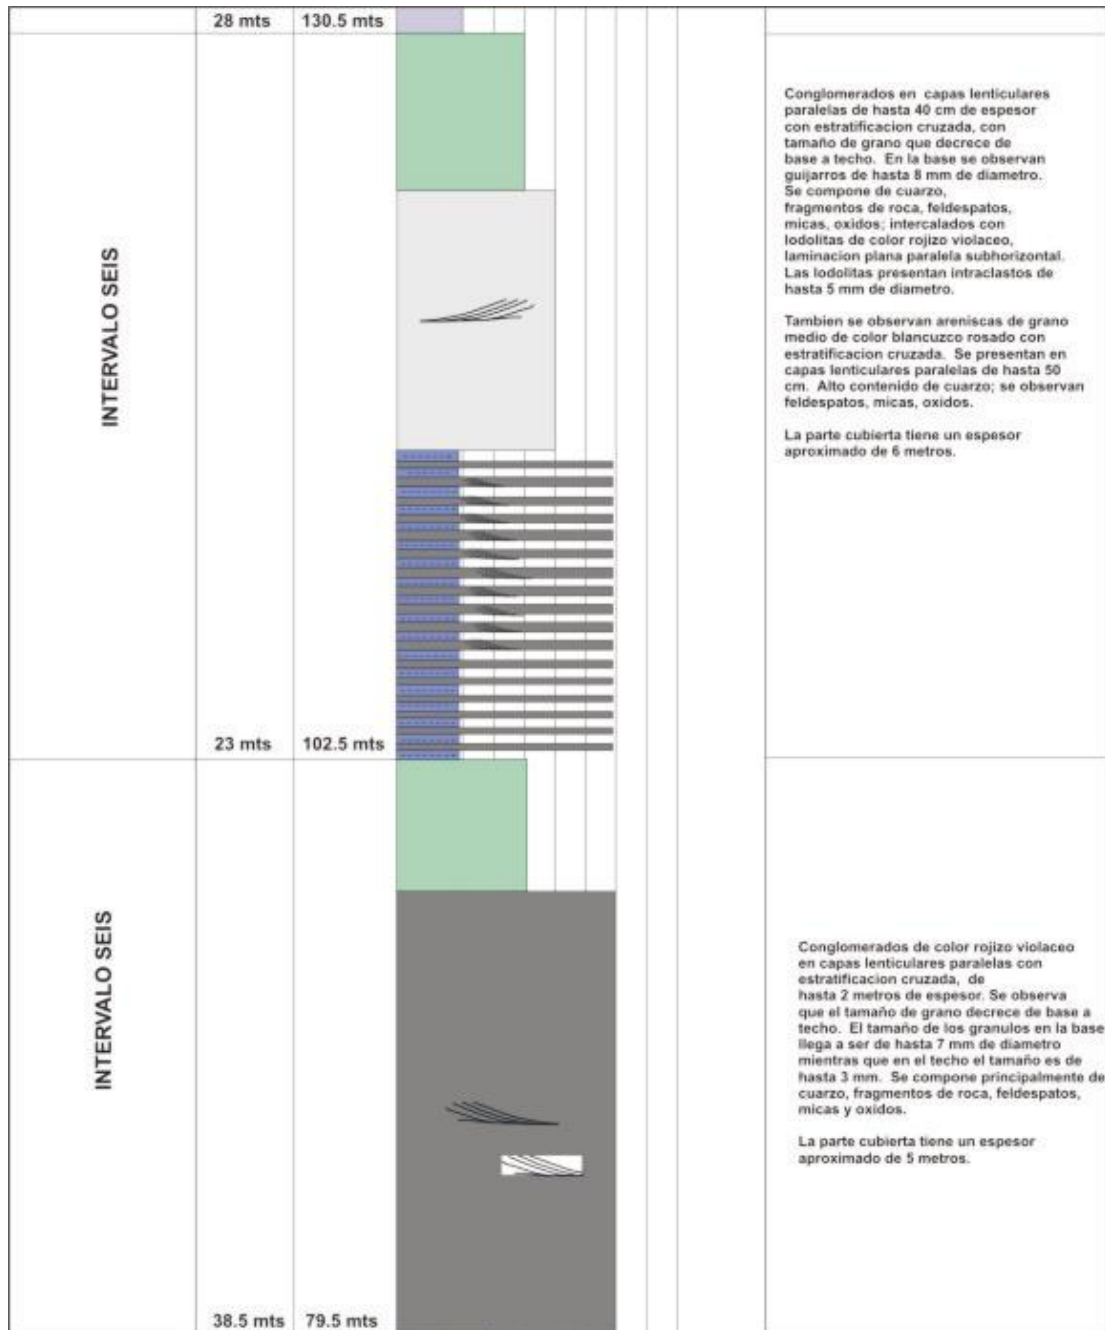 28 mts 130.5 mts
INTERVALO SEIS
Conglomerados en capas lenticulares
paralelas de hasta 40 cm de espesor
con estratificacion cruzada, con
tamaño de grano que decrece de
base a techo. En la base se observan
guijarros de hasta 8 mm de diametro.
Se compone de cuarzo,
fragmentos de roca, feldespatos,
micas, oxidos; intercalados con
lodolitas de color rojizo violaceo,
laminacion plana paralela subhorizontal.
Las lodolitas presentan intraclastos de
hasta 5 mm de diametro.
Tambien se observan areniscas de grano
medio de color blancuzco rosado con
estratificacion cruzada. Se presentan en
capas lenticulares paralelas de hasta 50
cm. Alto contenido de cuarzo; se observan
feldespatos, micas, oxidos.
La parte cubierta tiene un espesor
aproximado de 6 metros.
23 mts 102.5 mts
INTERVALO SEIS
Conglomerados de color rojizo violaceo
en capas lenticulares paralelas con
estratificacion cruzada, de
hasta 2 metros de espesor. Se observa
que el tamaño de grano decrece de base a
techo. El tamaño de los granulos en la base
llega a ser de hasta 7 mm de diametro
mientras que en el techo el tamaño es de
hasta 3 mm. Se compone principalmente de
cuarzo, fragmentos de roca, feldespatos,
micas y oxidos.
La parte cubierta tiene un espesor
aproximado de 5 metros.
38.5 mts 79.5 mts